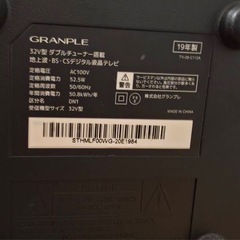 GRANPLE
19年製
32V型 ダブルチューナー搭載
地上波・BS・CSデジタル液晶テレビ
定格電圧 AC100V
定格消費電力 52.5W
定格周波数 50/60Hz
区分名 DN1
年間消費電力量 50.8kWh/年
受信機型サイズ 32V型
株式会社グランプレ
MADE IN CHINA
STHMLF00WG-20E1984